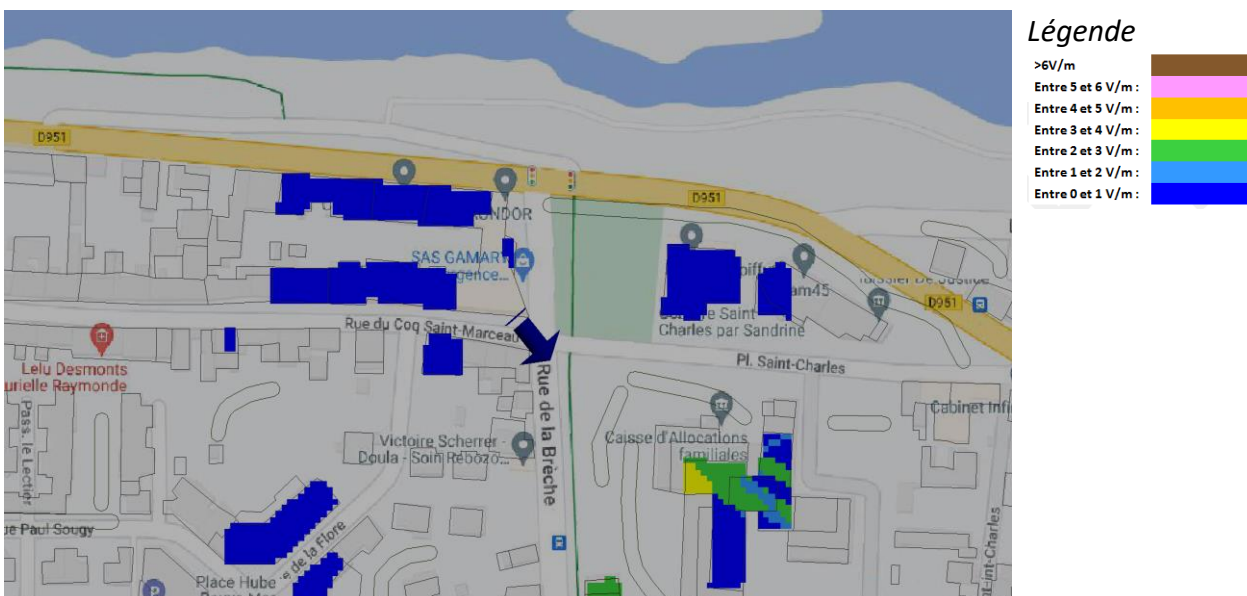 Légende
>6V/m
Entre 5 et 6 V/m :
Entre 4 et 5 V/m :
Entre 3 et 4 V/m :
Entre 2 et 3 V/m :
Entre 1 et 2 V/m :
Entre 0 et 1 V/m :
D951
D951
D951
SAS GAMAR
Rue du Coq Saint-Marceau
Lelu Desmonts
urielle Raymonde
Pass. le Lectier
Saint
Charles par Sandrine
Pl. Saint-Charles
Rue de la Brèche
Victoire Scherrer -
Doula - Soin Rebozo...
Caisse d'Allocations
familiales
Cabinet Infi
e Paul Sougy
de la Flore
Place Hube
int-Charles